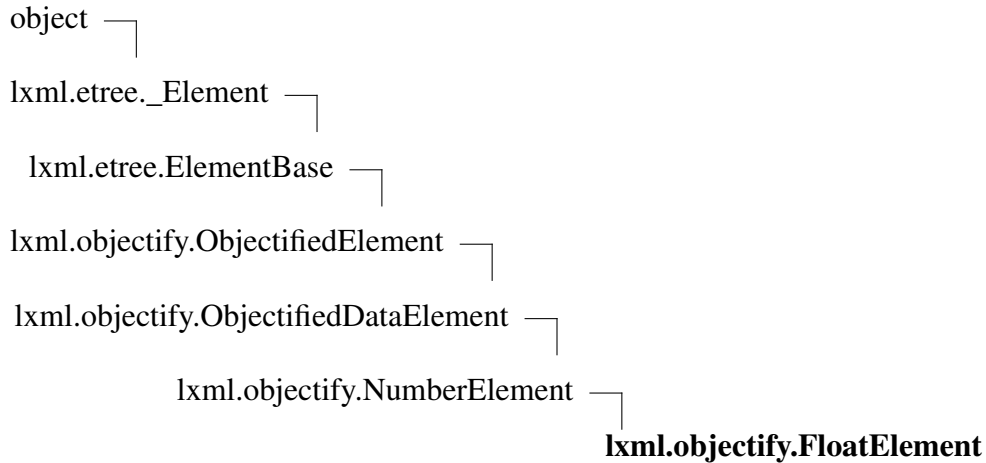 object
lxml.etree._Element
lxml.etree.ElementBase
lxml.objectify.ObjectifiedElement
lxml.objectify.ObjectifiedDataElement
lxml.objectify.NumberElement
lxml.objectify.FloatElement